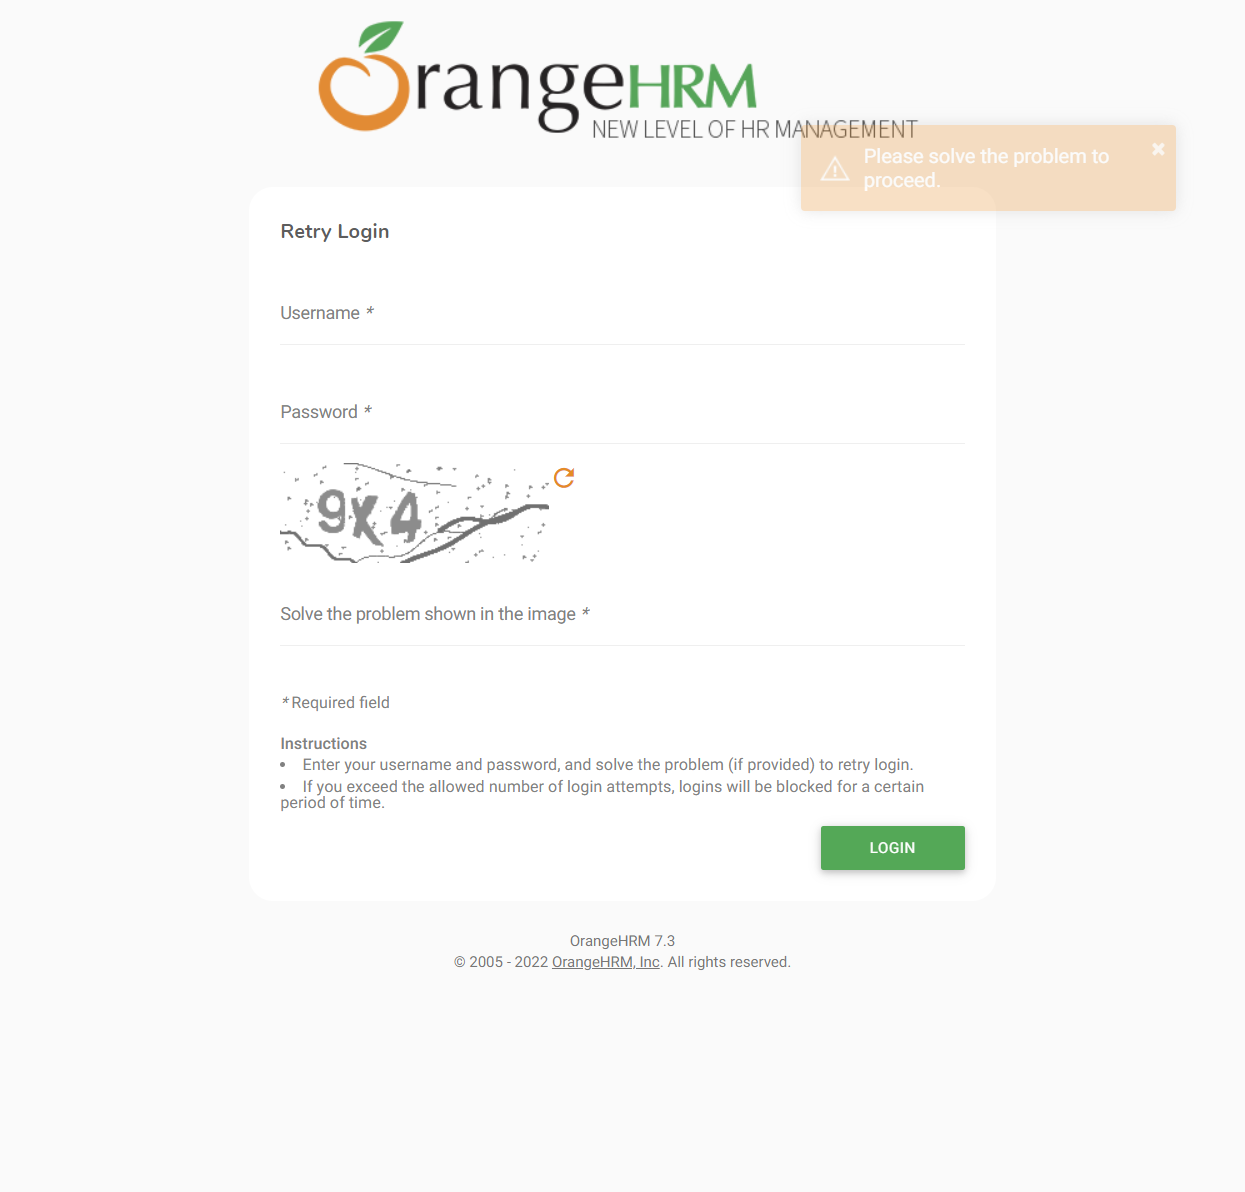 OrangeHRM
NEW LEVEL OF HR MANAGEMENT
Please solve the problem to
proceed.
Retry Login
Username *
Password *
9X4
Solve the problem shown in the image *
* Required field
Instructions
• Enter your username and password, and solve the problem (if provided) to retry login.
• If you exceed the allowed number of login attempts, logins will be blocked for a certain
period of time.
LOGIN
OrangeHRM 7.3
© 2005 - 2022 OrangeHRM, Inc. All rights reserved.